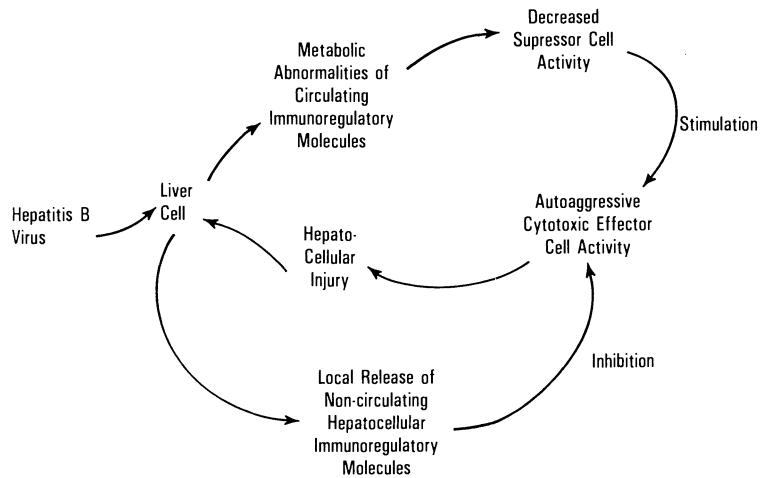 Decreased
Supressor Cell
Activity
Metabolic
Abnormalities of
Circulating
Immunoregulatory
Molecules
Stimulation
Liver
Cell
Hepatitis B
Virus
Autoaggressive
Cytotoxic Effector
Cell Activity
Hepato-
Cellular
Injury
Inhibition
Local Release of
Non-circulating
Hepatocellular
Immunoregulatory
Molecules